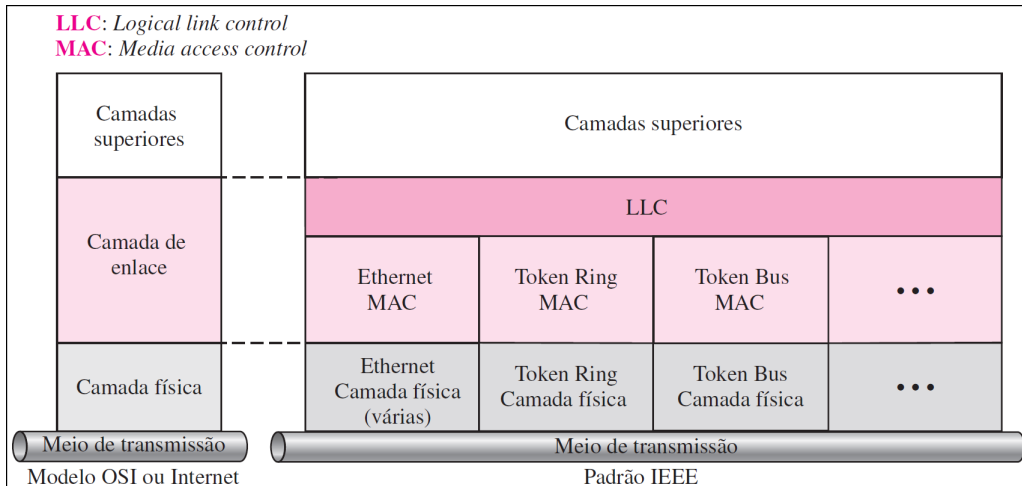 LLC: Logical link control
MAC: Media access control
Camadas
superiores
Camadas superiores
LLC
Camada de
enlace
Ethernet
MAC
Token Ring
MAC
Token Bus
MAC
•••
Camada física
Ethernet
Camada física
(várias)
Token Ring
Camada física
Token Bus
Camada física
•••
Meio de transmissão
Meio de transmissão
Modelo OSI ou Internet
Padrão IEEE